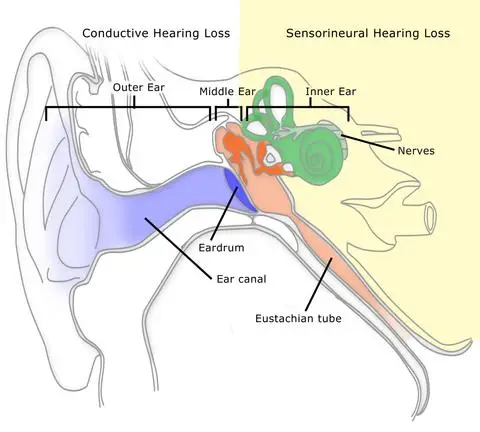 Conductive Hearing Loss
Sensorineural Hearing Loss
Outer Ear
Middle Ear
Inner Ear
Nerves
Eardrum
Ear canal
Eustachian tube